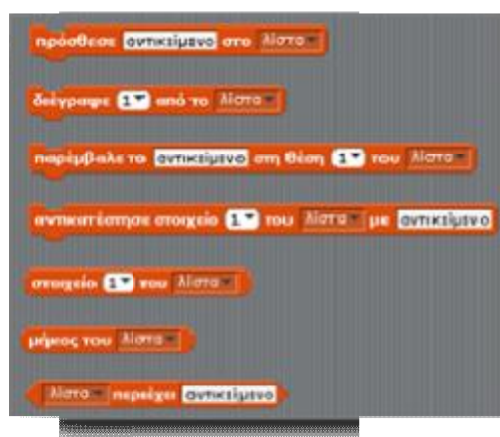 πρόσθεσε αντικείμενο στο λίστα
διέγραψε 1 από το λίστα
παρέμβαλε το αντικείμενο στη θέση 1 του λίστα
αντικατέστησε στοιχείο 1 του λίστα με αντικείμενο
στοιχείο 1 του λίστα
μήκος του λίστα
λίστα περιέχει αντικείμενο